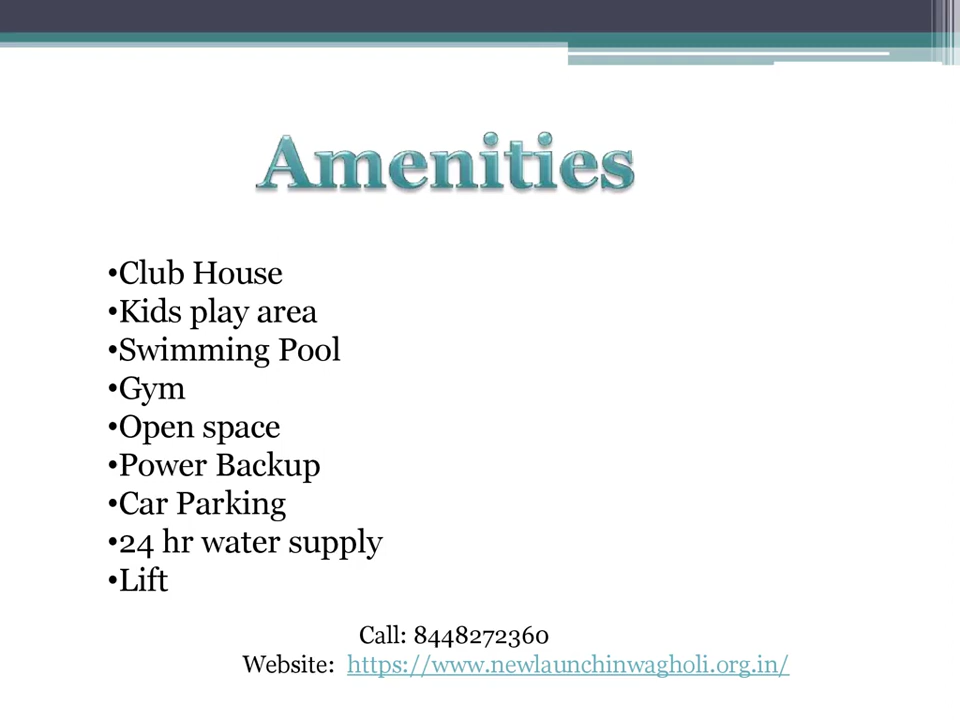 Amenities
•Club House
•Kids play area
•Swimming Pool
•Gym
•Open space
•Power Backup
•Car Parking
•24 hr water supply
•Lift
Call: 8448272360
Website: https://www.newlaunchinwagholi.org.in/